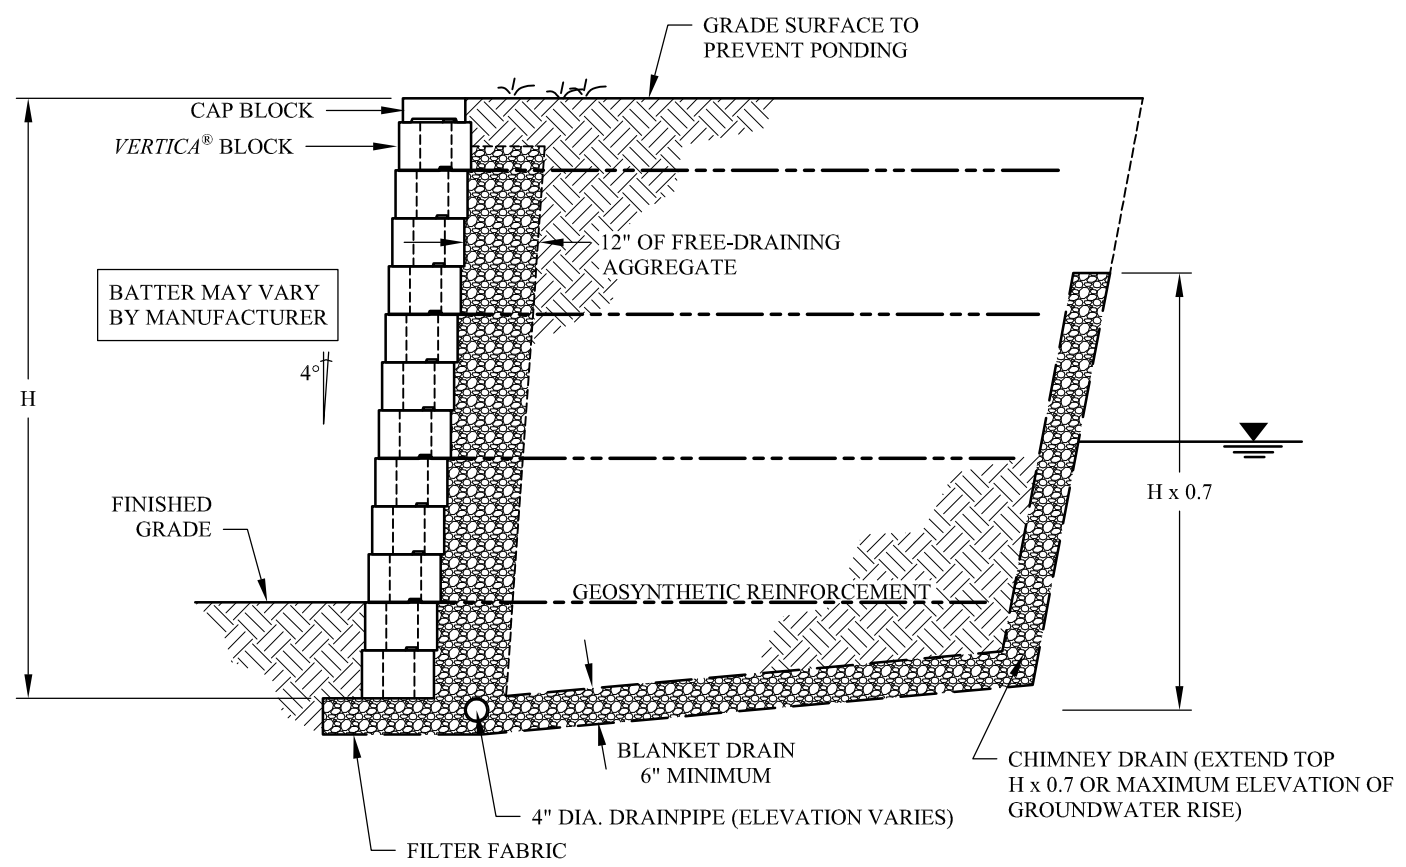 GRADE SURFACE TO
PREVENT PONDING
CAP BLOCK
VERTICA® BLOCK
12" OF FREE-DRAINING
AGGREGATE
BATTER MAY VARY
BY MANUFACTURER
4°
H
H x 0.7
FINISHED
GRADE
GEOSYNTHETIC REINFORCEMENT
BLANKET DRAIN
6" MINIMUM
CHIMNEY DRAIN (EXTEND TOP
H x 0.7 OR MAXIMUM ELEVATION OF
GROUNDWATER RISE)
4" DIA. DRAINPIPE (ELEVATION VARIES)
FILTER FABRIC